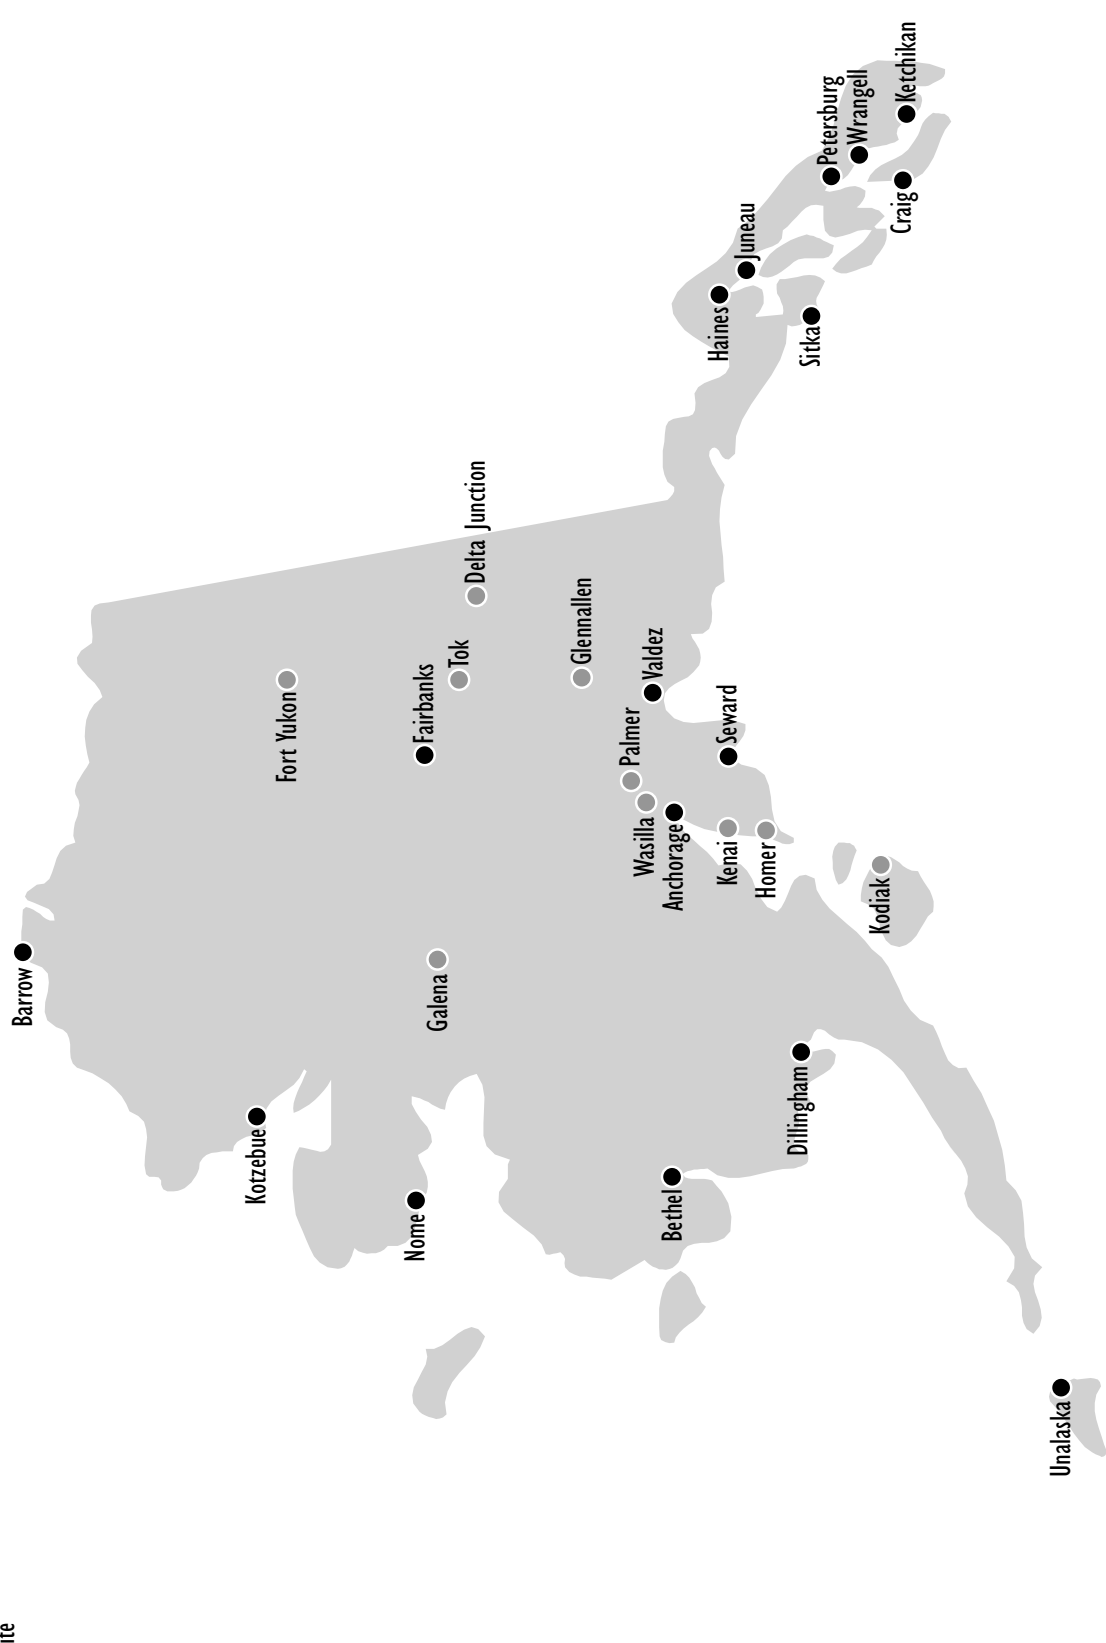 Barrow
Kotzebue
Nome
Fort Yukon
Fairbanks
Tok
Delta Junction
Galena
Glennallen
Palmer
Wasilla
Anchorage
Valdez
Seward
Kenai
Homer
Kodiak
Bethel
Dillingham
Unalaska
Haines
Juneau
Sitka
Petersburg
Wrangell
Craig
Ketchikan